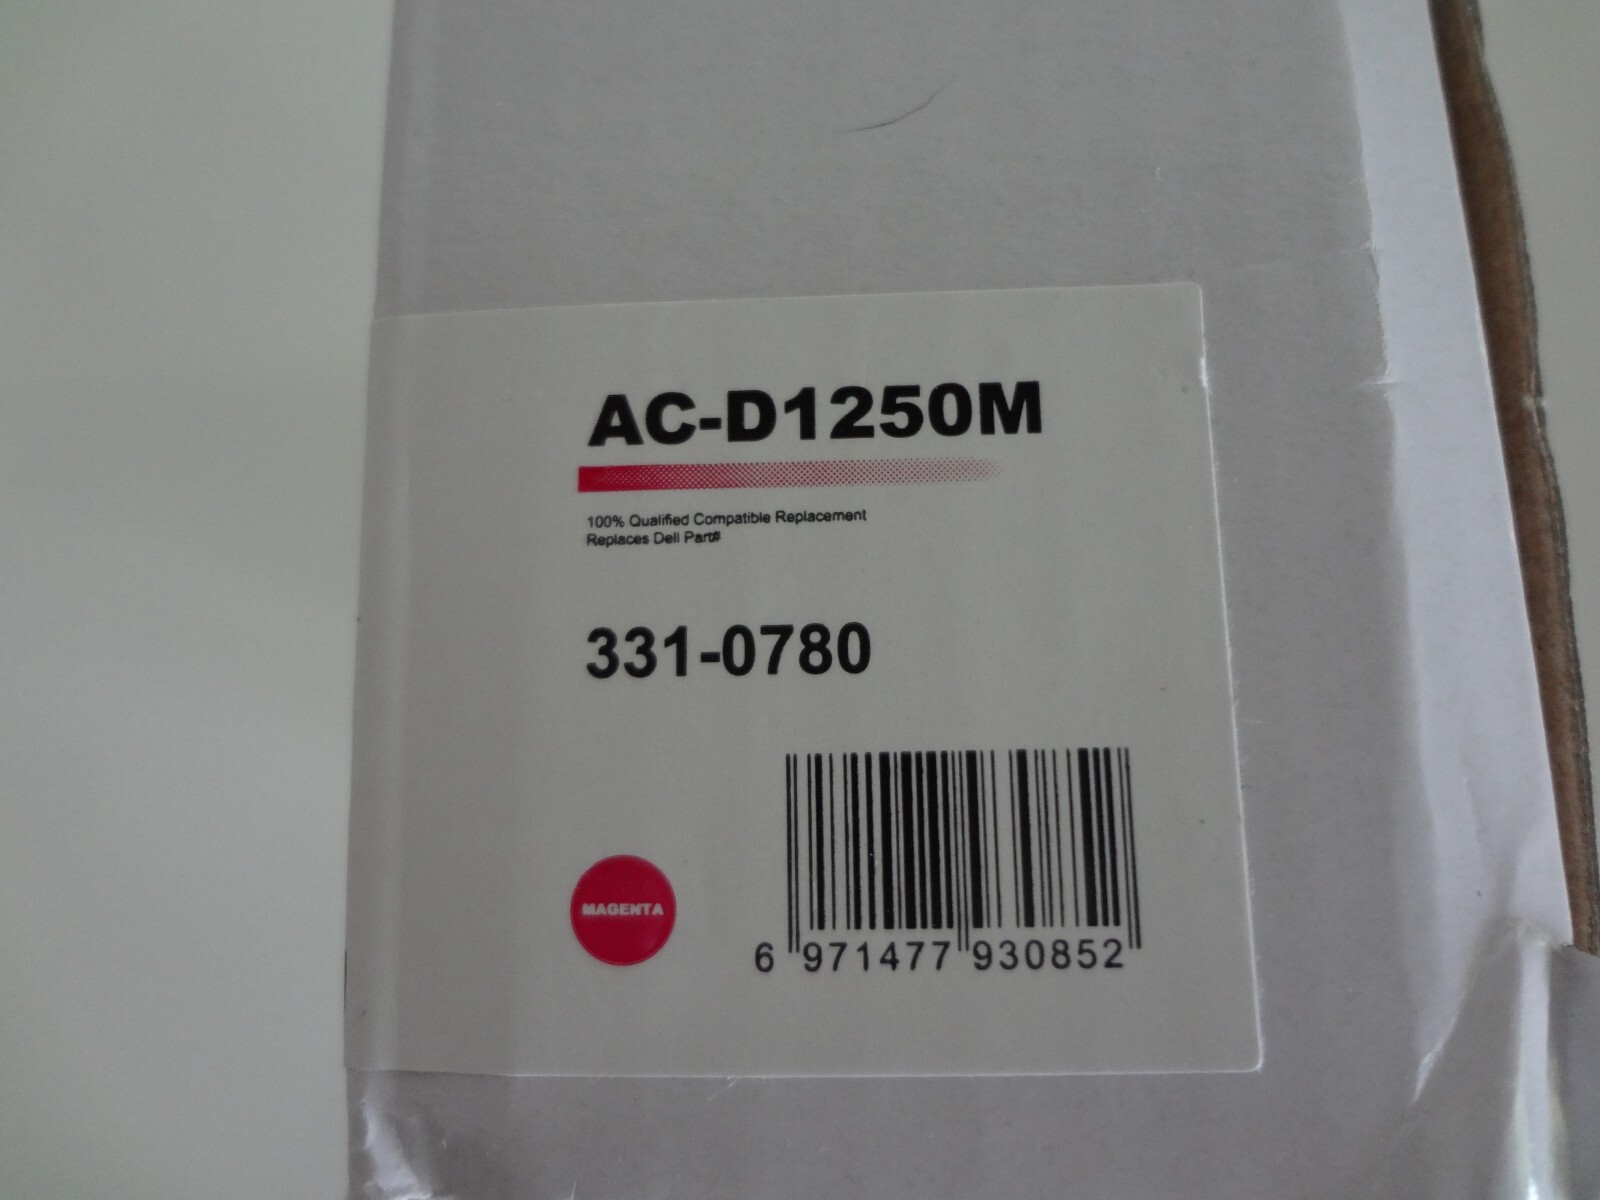 AC-D1250M
100% Qualified Compatible Replacement
Replaces Dell Part#
331-0780
MAGENTA
6 971477 930852